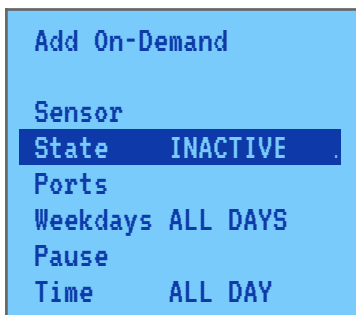 Add On-Demand
Sensor
State INACTIVE .
Ports
Weekdays ALL DAYS
Pause
Time ALL DAY